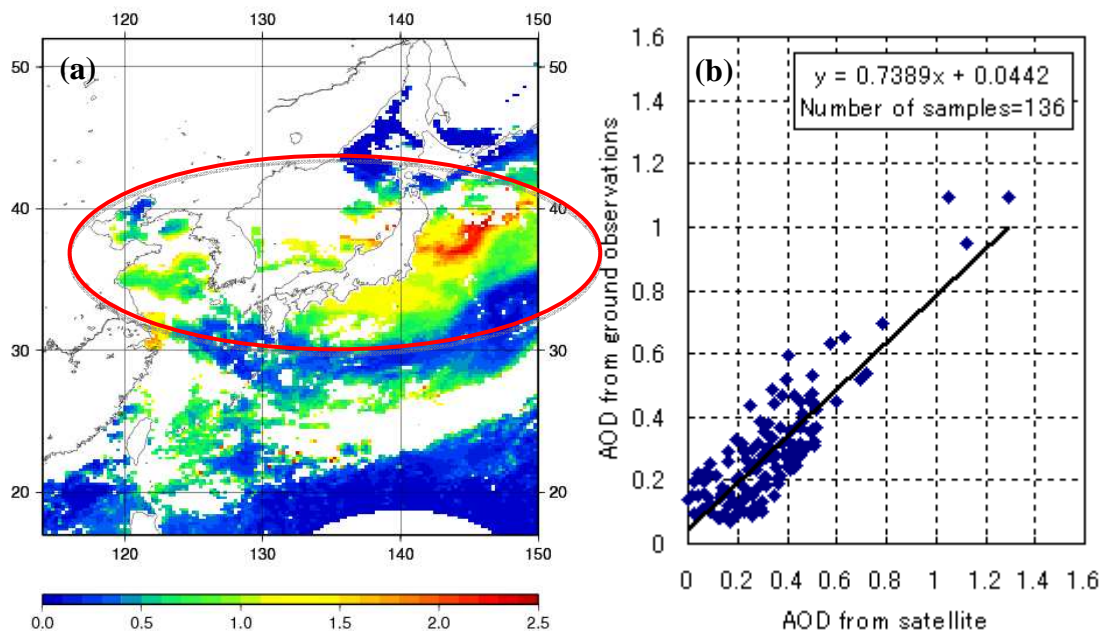 120 130 140 150
(a)
50 50
40 40
30 30
20 20
120 130 140 150
0.0 0.5 1.0 1.5 2.0 2.5
(b)
y = 0.7389x + 0.0442
Number of samples=136
AOD from ground observations
1.6
1.4
1.2
1
0.8
0.6
0.4
0.2
0
0 0.2 0.4 0.6 0.8 1 1.2 1.4 1.6
AOD from satellite